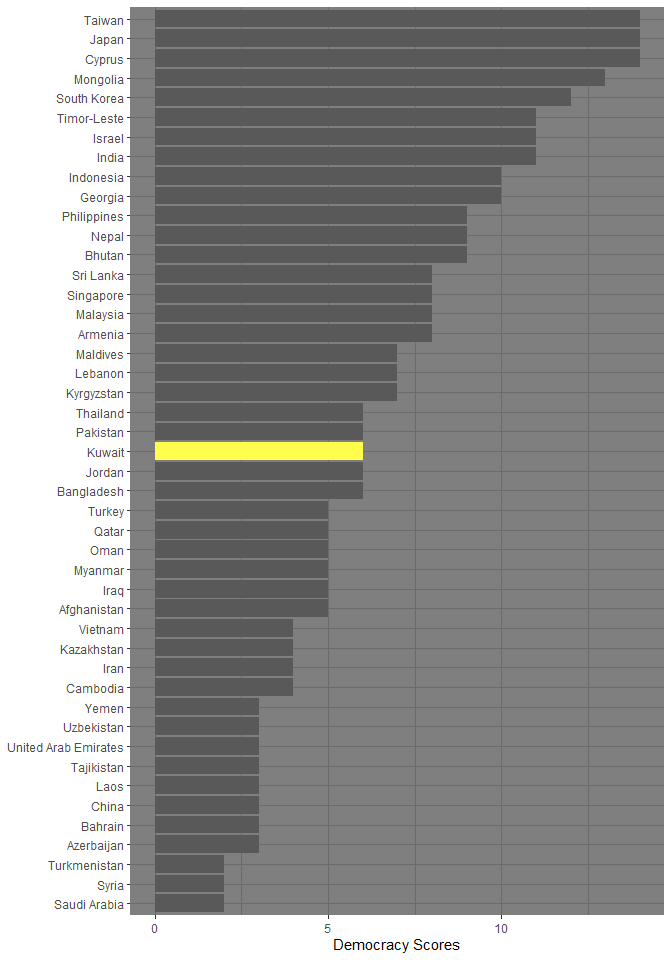 Taiwan
Japan
Cyprus
Mongolia
South Korea
Timor-Leste
Israel
India
Indonesia
Georgia
Philippines
Nepal
Bhutan
Sri Lanka
Singapore
Malaysia
Armenia
Maldives
Lebanon
Kyrgyzstan
Thailand
Pakistan
Kuwait
Jordan
Bangladesh
Turkey
Qatar
Oman
Myanmar
Iraq
Afghanistan
Vietnam
Kazakhstan
Iran
Cambodia
Yemen
Uzbekistan
United Arab Emirates
Tajikistan
Laos
China
Bahrain
Azerbaijan
Turkmenistan
Syria
Saudi Arabia
0 5 10
Democracy Scores